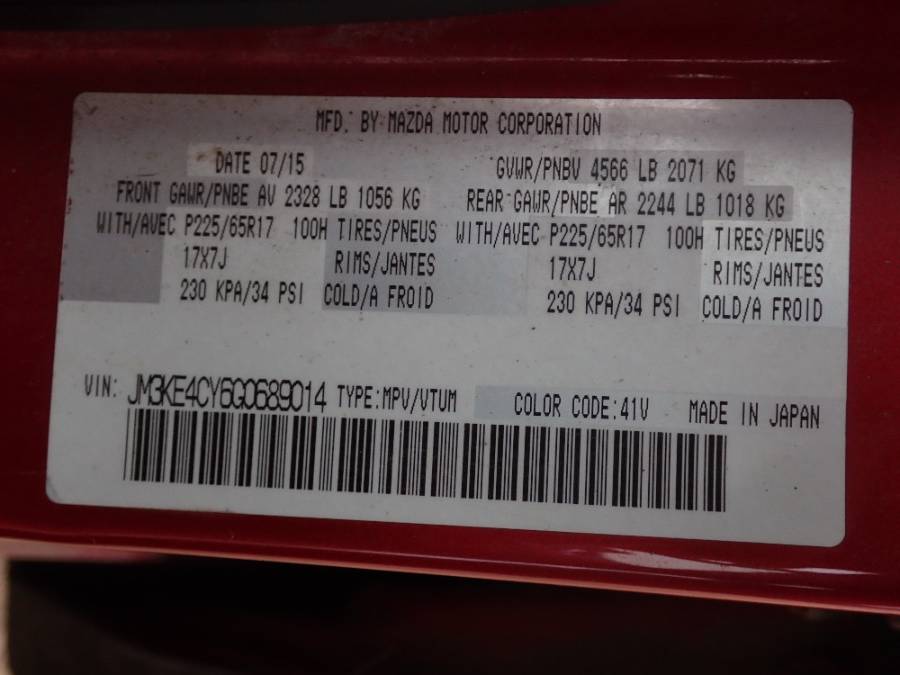 MFD. BY MAZDA MOTOR CORPORATION
DATE 07/15 GVWR/PNBV 4566 LB 2071 KG
FRONT GAWR/PNBE AV 2328 LB 1056 KG REAR GAWR/PNBE AR 2244 LB 1018 KG
WITH/AVEC P225/65R17 100H TIRES/PNEUS WITH/AVEC P225/65R17 100H TIRES/PNEUS
17X7J RIMS/JANTES 17X7J RIMS/JANTES
230 KPA/34 PSI COLD/A FROID 230 KPA/34 PSI COLD/A FROID
VIN: JM3KE4CY6G0689014 TYPE:MPV/VTUM COLOR CODE:41V MADE IN JAPAN